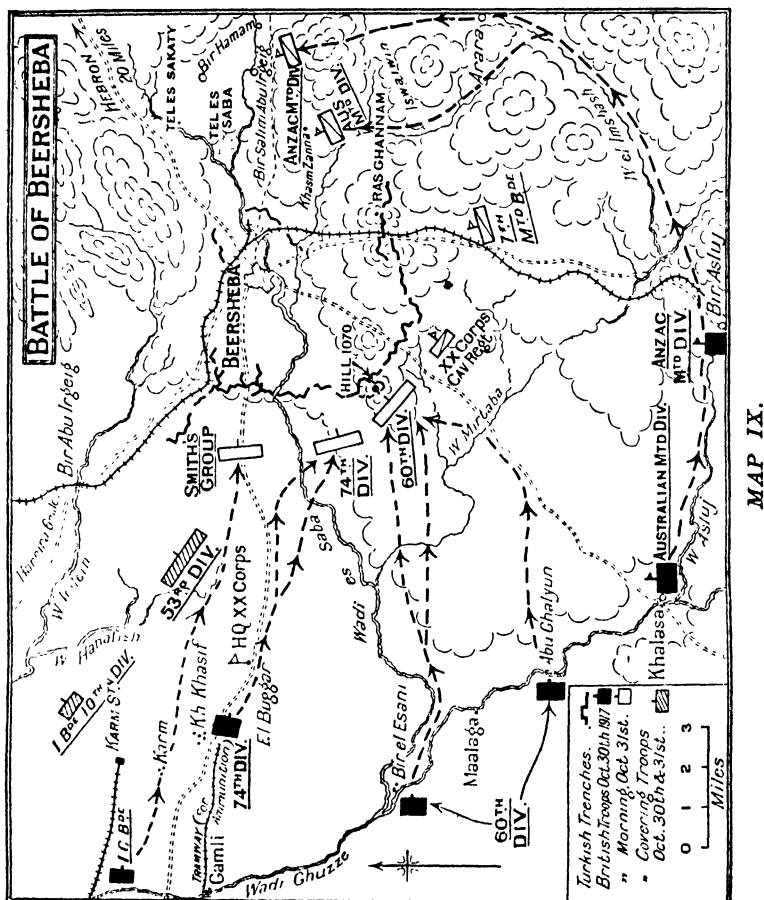 BATTLE OF BEERSHEBA
HEBRON
20 MILES
TEL ES SAKATY
Bir Hamam
TEL ES
SABA
Bir Salim Abu Irgeig
ANZAC MTD DIV.
AUS.
MTD DIV.
Khasm Zanna
Iswaiwin
Arara
RAS GHANNAM
Wel Imshash
7TH
MTD BDE
Bir Abu Irgeig
BEERSHEBA
HILL 1070
XX Corps
CAV Regt.
ANZAC
MTD DIV.
Bir Asluj
W Mirtaba
SMITHS
GROUP
74TH
DIV.
60TH DIV.
AUSTRALIAN MTD DIV.
W Asluj
W Imleih
W Hanafish
53RD DIV.
HQ XX Corps
Saba
es
Wadi
Abu Ghalyun
Khalasa
1 BDE 10TH DIV.
KARM STN
Karm
Kh Khasif
El Buggar
74TH DIV.
Bir el Esani
Maalaga
I.C. BDE
TRAMWAY (for
Ammunition)
Gamli
Wadi Ghuzze
60TH
DIV.
Turkish Trenches.
British Troops Oct. 30th 1917
" Morning Oct. 31st.
" Covering Troops
Oct. 30th & 31st.
0 1 2 3
Miles
MAP IX.